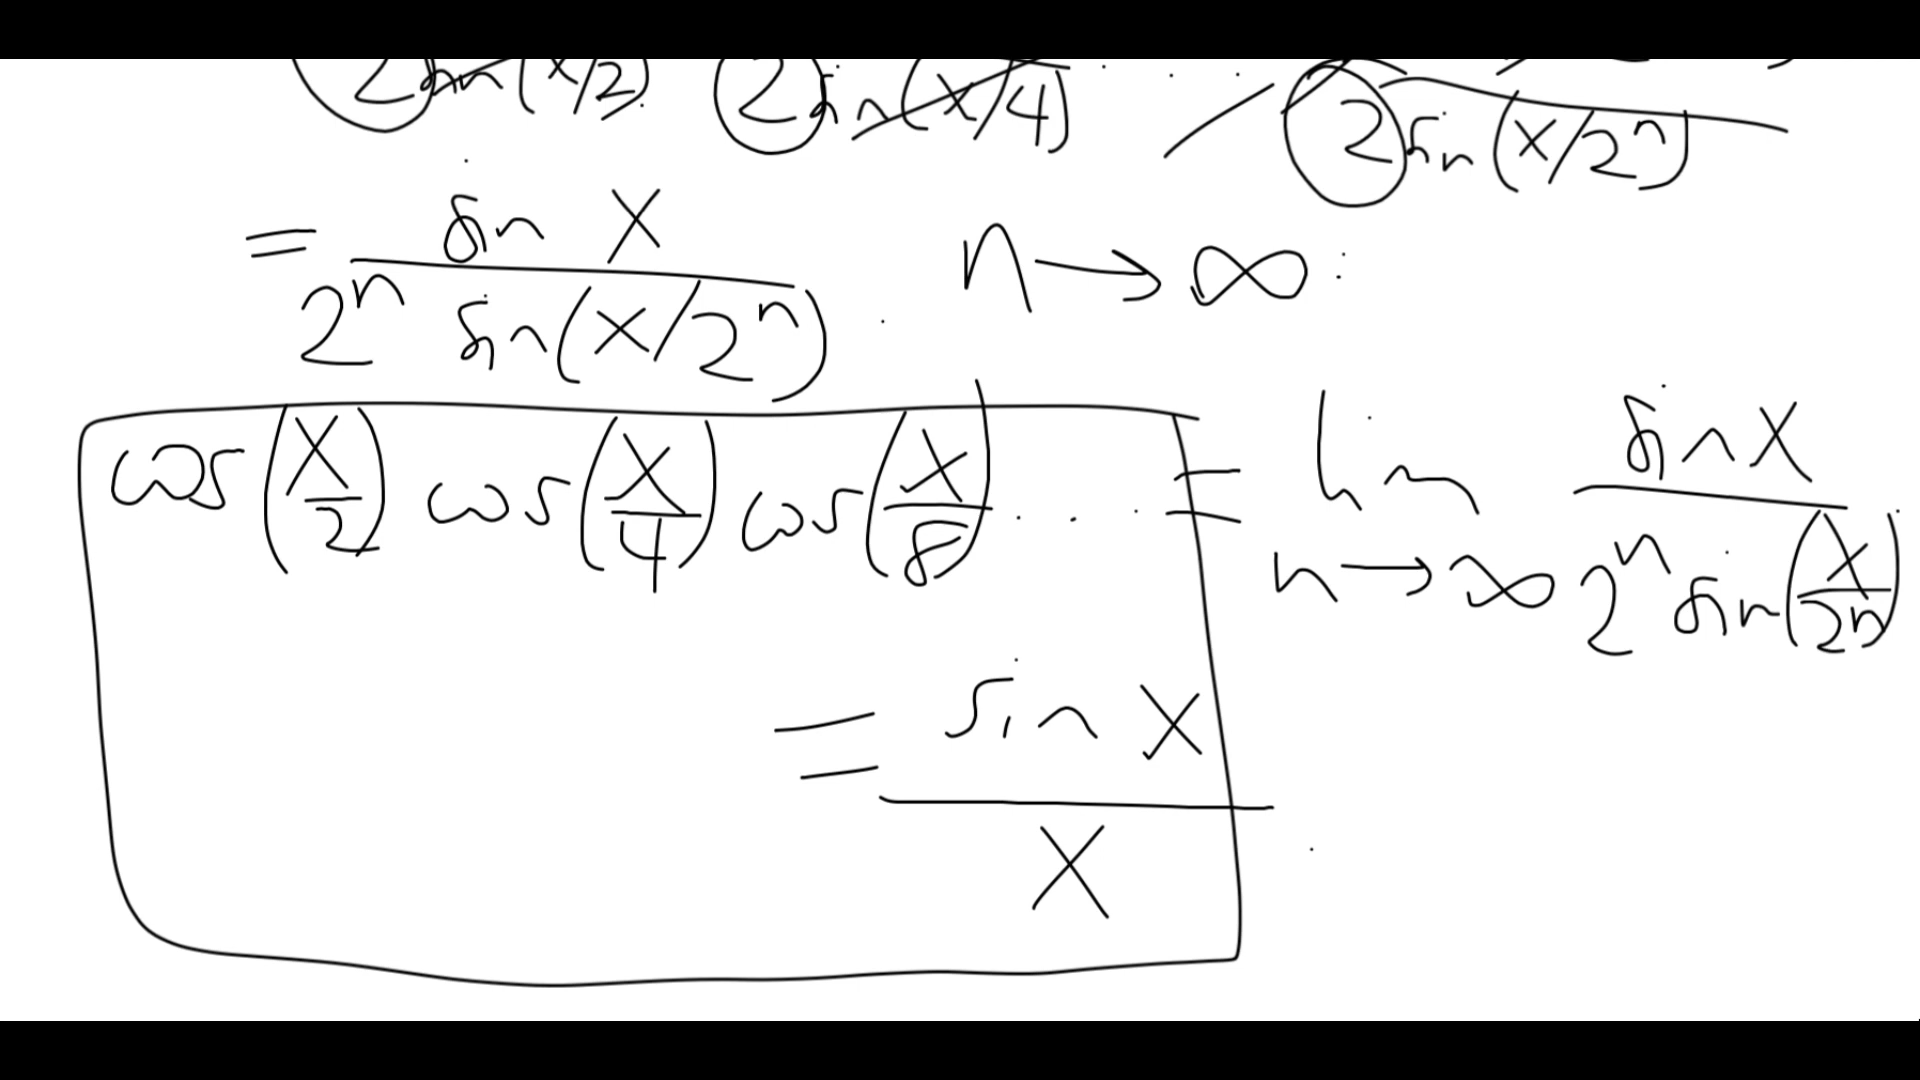 2sin(x/2) 2sin(x/4) . . . 2sin(x/2^n)
= sin x / 2^n sin(x/2^n) . n → ∞ :
cos(x/2) cos(x/4) cos(x/8) . . . = lim n→∞ sin x / 2^n sin(x/2^n)
= sin x / x .